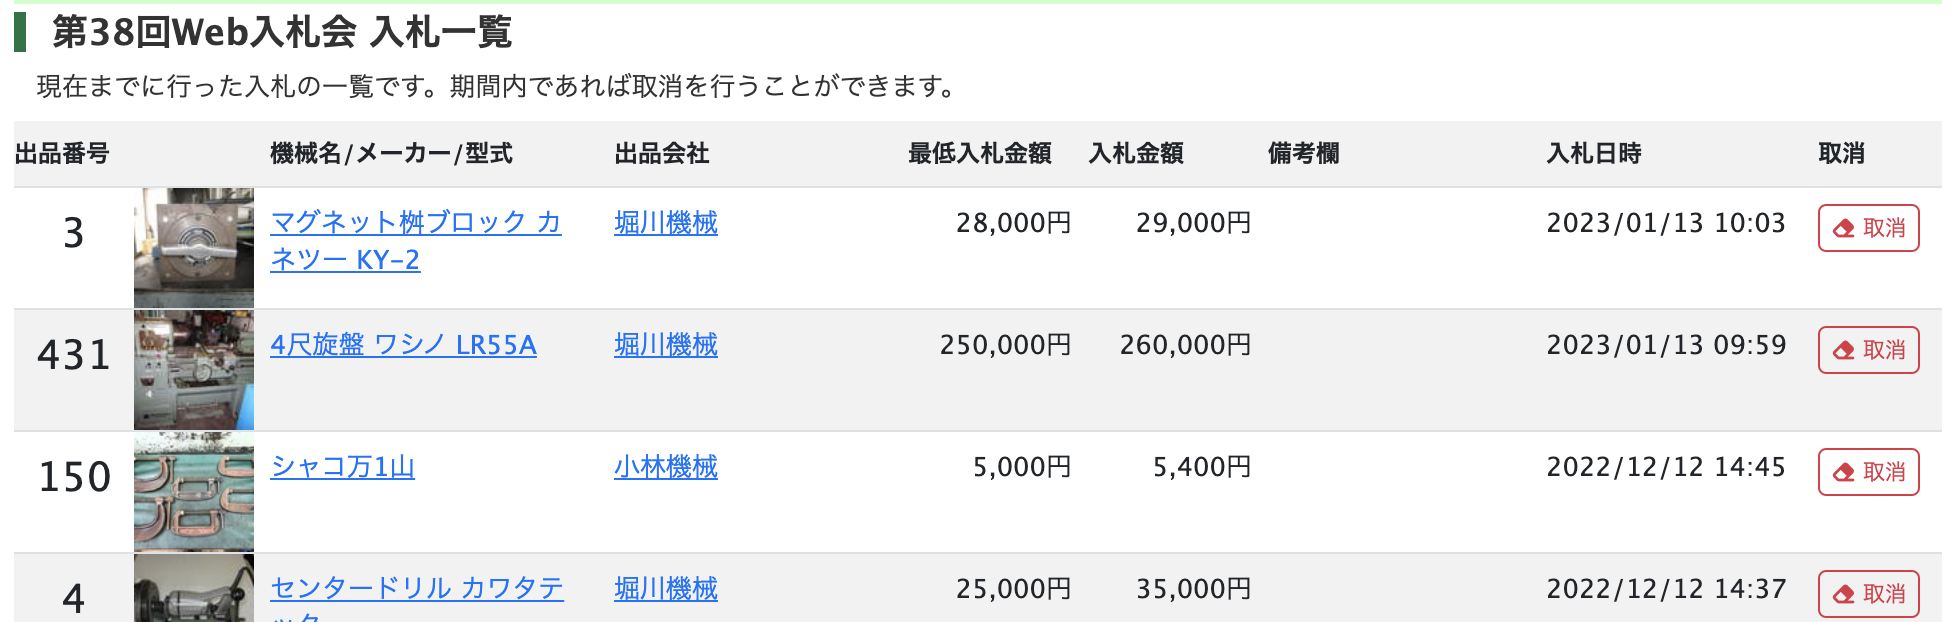 第38回Web入札会 入札一覧
現在までに行った入札の一覧です。期間内であれば取消を行うことができます。
出品番号 機械名/メーカー/型式 出品会社 最低入札金額 入札金額 備考欄 入札日時 取消
3 マグネット桝ブロック カ 堀川機械 28,000円 29,000円 2023/01/13 10:03 取消
ネツー KY-2
431 4尺旋盤 ワシノ LR55A 堀川機械 250,000円 260,000円 2023/01/13 09:59 取消
150 シャコ万1山 小林機械 5,000円 5,400円 2022/12/12 14:45 取消
4 センタードリル カワタテ 堀川機械 25,000円 35,000円 2022/12/12 14:37 取消
ック